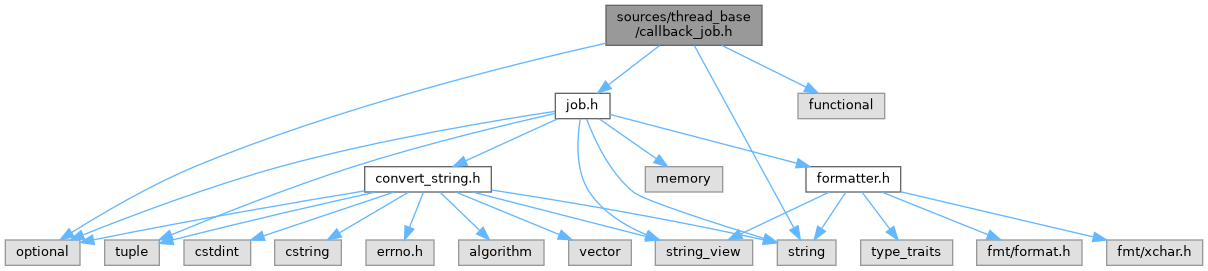 sources/thread_base
/callback_job.h
job.h
functional
convert_string.h
memory
formatter.h
optional
tuple
cstdint
cstring
errno.h
algorithm
vector
string_view
string
type_traits
fmt/format.h
fmt/xchar.h